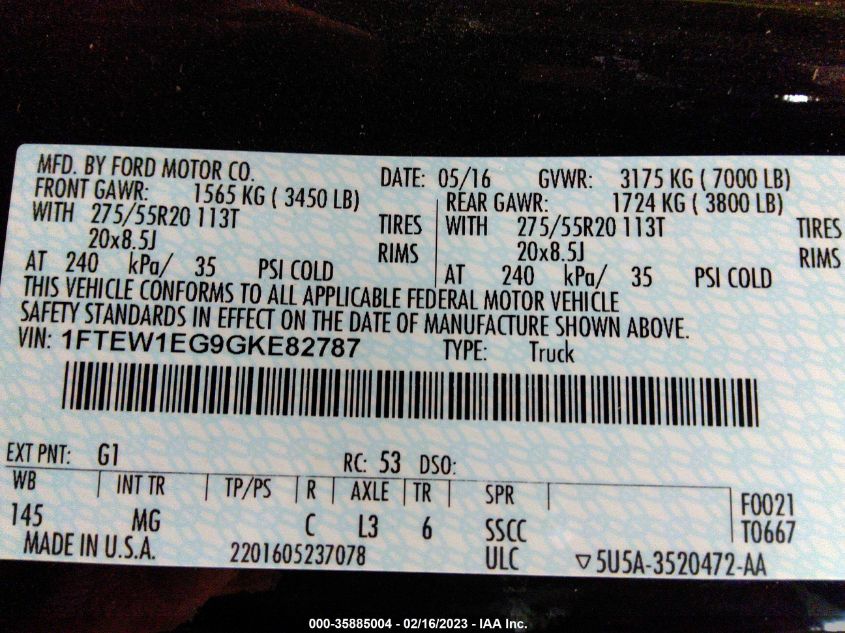 MFD. BY FORD MOTOR CO. DATE: 05/16 GVWR: 3175 KG ( 7000 LB)
FRONT GAWR: 1565 KG ( 3450 LB) REAR GAWR: 1724 KG ( 3800 LB)
WITH 275/55R20 113T TIRES WITH 275/55R20 113T TIRES
20x8.5J RIMS 20x8.5J RIMS
AT 240 kPa/ 35 PSI COLD AT 240 kPa/ 35 PSI COLD
THIS VEHICLE CONFORMS TO ALL APPLICABLE FEDERAL MOTOR VEHICLE
SAFETY STANDARDS IN EFFECT ON THE DATE OF MANUFACTURE SHOWN ABOVE.
VIN: 1FTEW1EG9GKE82787 TYPE: Truck
EXT PNT: G1 RC: 53 DSO:
WB INT TR TP/PS R AXLE TR SPR F0021
145 MG C L3 6 SSCC T0667
MADE IN U.S.A. 2201605237078 ULC ▽5U5A-3520472-AA
000-35885004 - 02/16/2023 - IAA Inc.